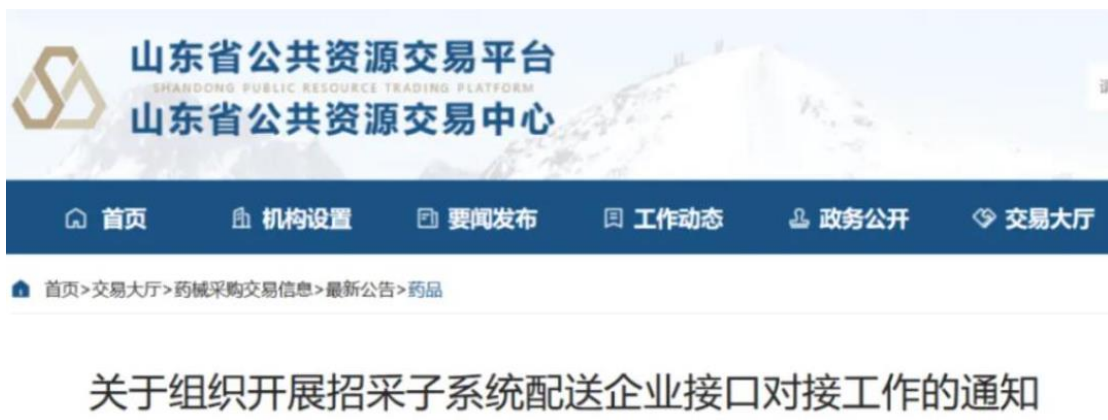 山东省公共资源交易平台
SHANDONG PUBLIC RESOURCE TRADING PLATFORM
山东省公共资源交易中心
首页 机构设置 要闻发布 工作动态 政务公开 交易大厅
首页>交易大厅>药械采购交易信息>最新公告>药品
关于组织开展招采子系统配送企业接口对接工作的通知